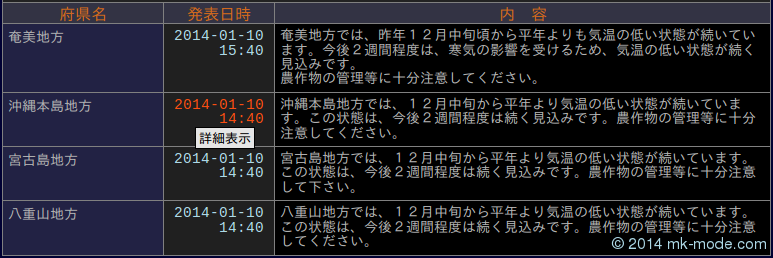 府県名 発表日時 内 容
奄美地方 2014-01-10 奄美地方では、昨年１２月中旬頃から平年よりも気温の低い状態が続いてい
15:40 ます。今後２週間程度は、寒気の影響を受けるため、気温の低い状態が続く
見込みです。
農作物の管理等に十分注意してください。
沖縄本島地方 2014-01-10 沖縄本島地方では、１２月中旬から平年より気温の低い状態が続いていま
14:40 す。この状態は、今後２週間程度は続く見込みです。農作物の管理等に十分
詳細表示 注意してください。
宮古島地方 2014-01-10 宮古島地方では、１２月中旬から平年より気温の低い状態が続いています。
14:40 この状態は、今後２週間程度は続く見込みです。農作物の管理等に十分注意
して下さい。
八重山地方 2014-01-10 八重山地方では、１２月中旬から平年より気温の低い状態が続いています。
14:40 この状態は、今後２週間程度は続く見込みです。農作物の管理等に十分注意
してください。
© 2014 mk-mode.com